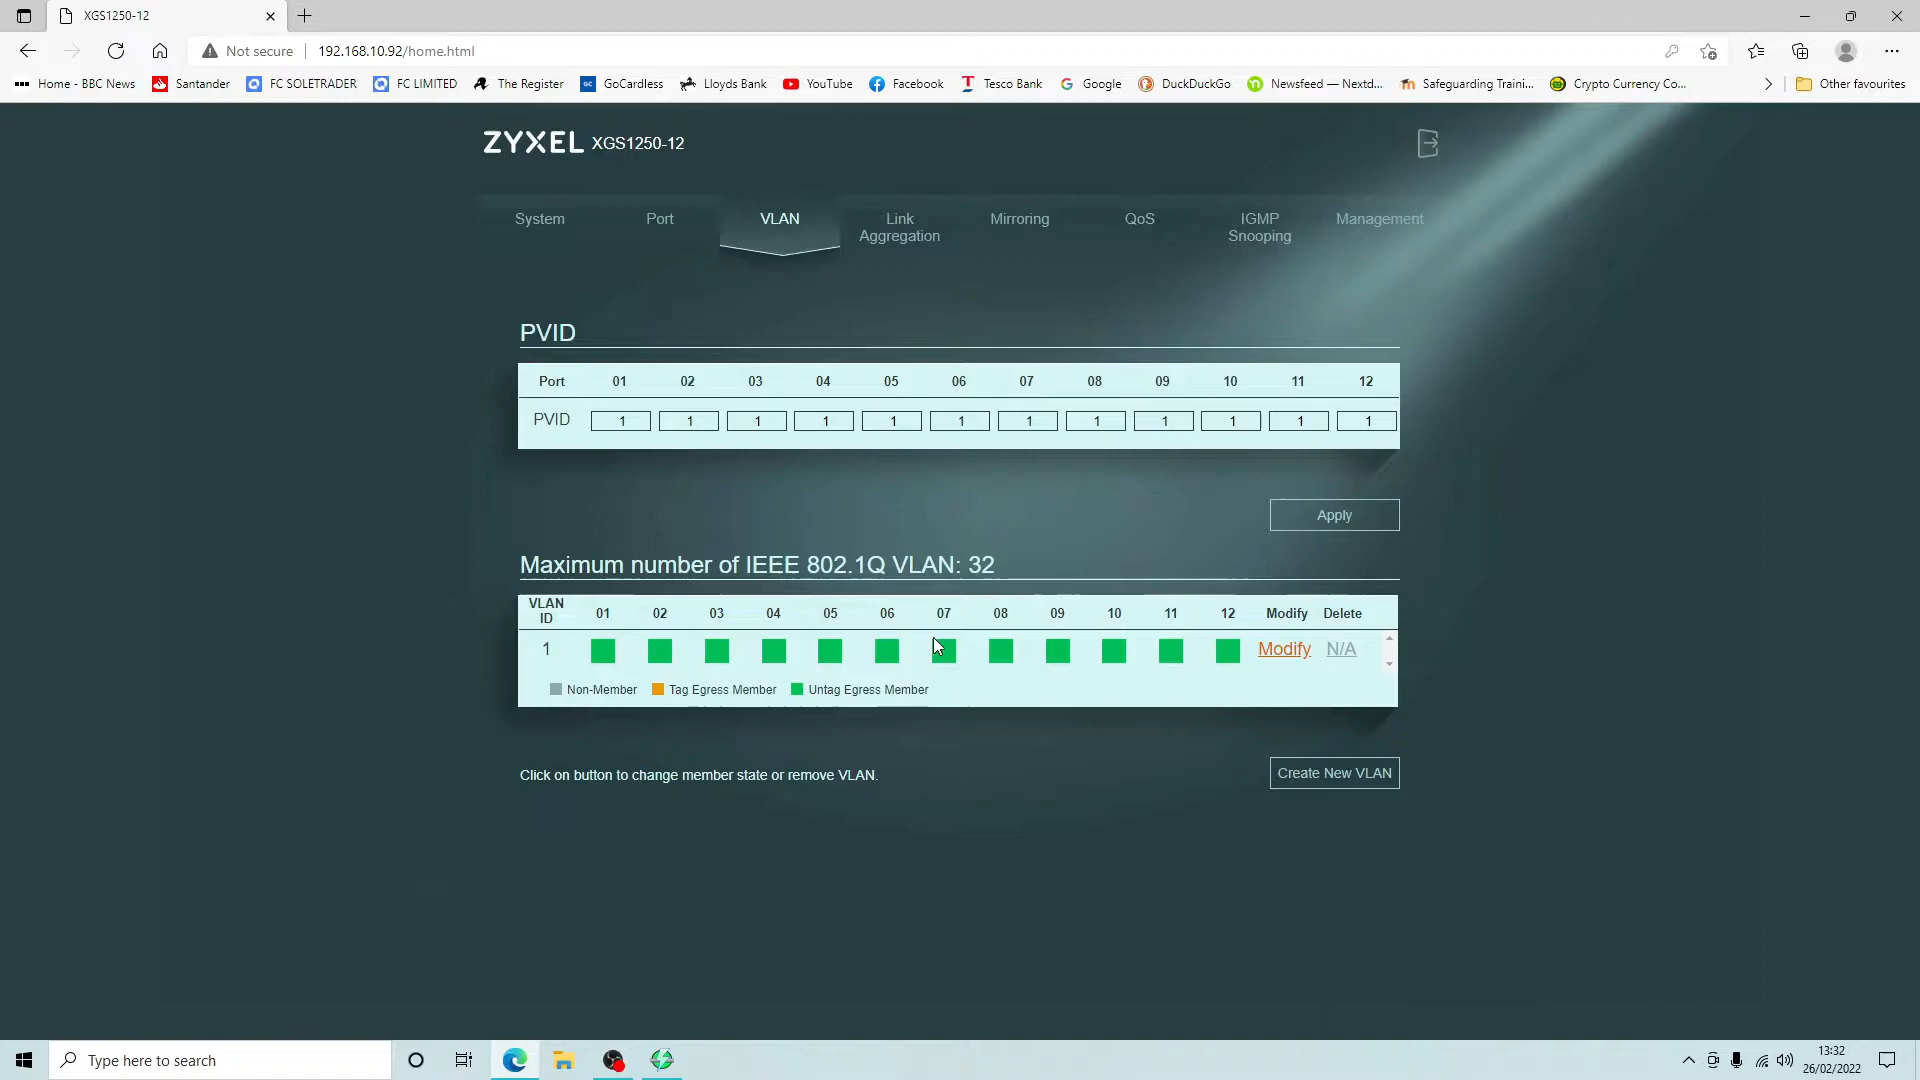 XGS1250-12
Not secure 192.168.10.92/home.html
Home - BBC News Santander FC SOLETRADER FC LIMITED The Register GoCardless Lloyds Bank YouTube Facebook Tesco Bank Google DuckDuckGo Newsfeed — Nextd... Safeguarding Traini... Crypto Currency Co... Other favourites
ZYXEL XGS1250-12
System Port VLAN Link Aggregation Mirroring QoS IGMP Snooping Management
PVID
Port 01 02 03 04 05 06 07 08 09 10 11 12
PVID 1 1 1 1 1 1 1 1 1 1 1 1
Apply
Maximum number of IEEE 802.1Q VLAN: 32
VLAN ID 01 02 03 04 05 06 07 08 09 10 11 12 Modify Delete
1 Modify N/A
Non-Member Tag Egress Member Untag Egress Member
Click on button to change member state or remove VLAN.
Create New VLAN
Type here to search
13:32
26/02/2022